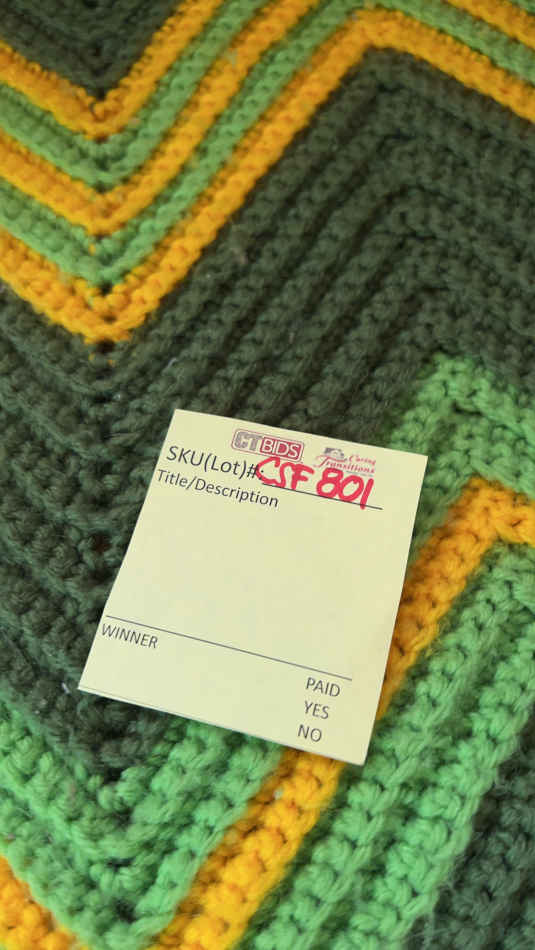 CTBIDS
Caring Transitions
SKU(Lot)#: CSF 801
Title/Description
WINNER
PAID
YES
NO